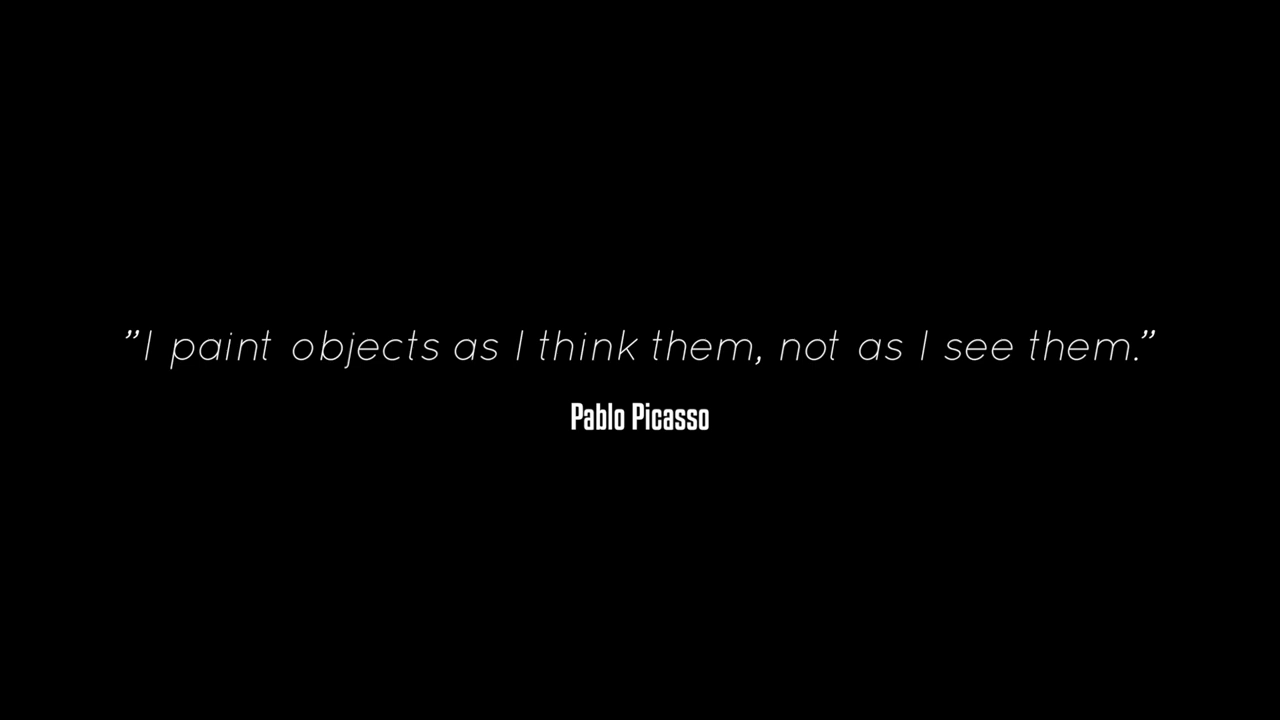 ”I paint objects as I think them, not as I see them.”
Pablo Picasso